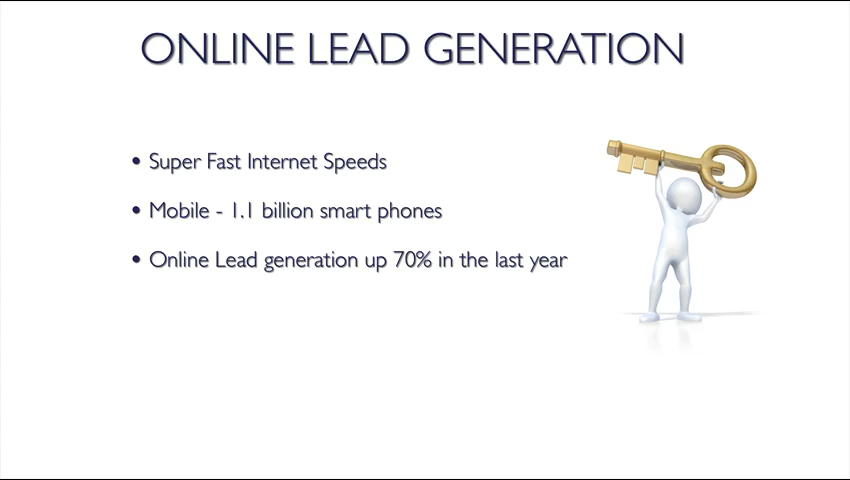 ONLINE LEAD GENERATION
• Super Fast Internet Speeds
• Mobile - 1.1 billion smart phones
• Online Lead generation up 70% in the last year